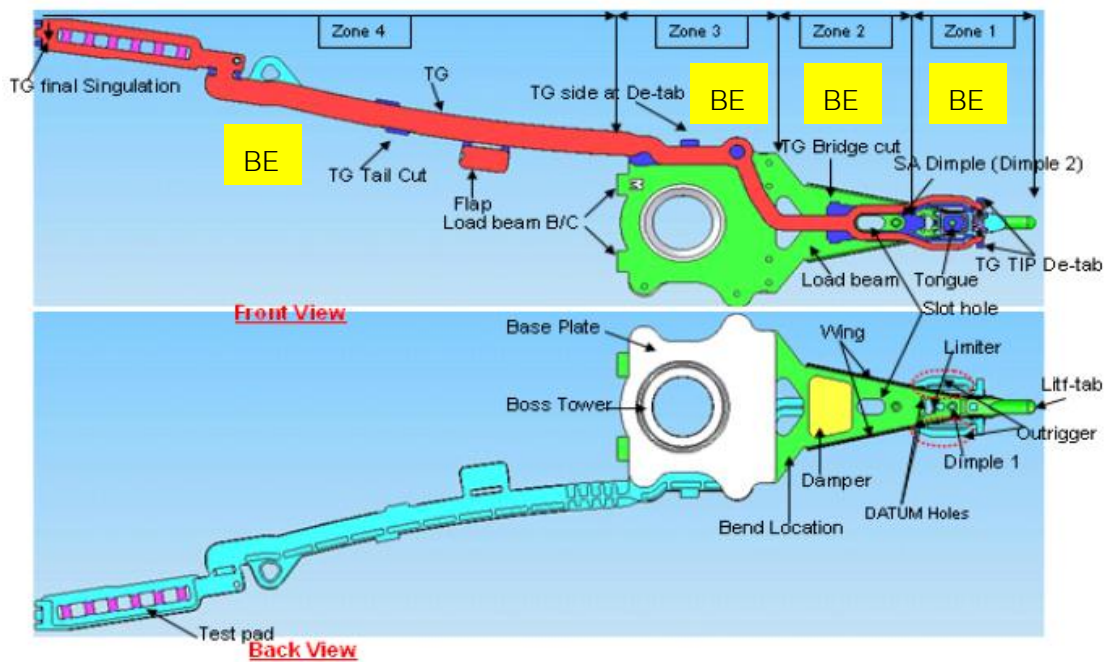 Zone 4
Zone 3
Zone 2
Zone 1
TG final Singulation
TG
TG side at De-tab
BE
BE
BE
BE
TG Tail Cut
TG Bridge cut
SA Dimple (Dimple 2)
Flap
Load beam B/C
M
Load beam
Tongue
TG TIP De-tab
Front View
Slot hole
Base Plate
Wing
Limiter
Litf-tab
Boss Tower
Outrigger
Dimple 1
Damper
DATUM Holes
Bend Location
Test pad
Back View